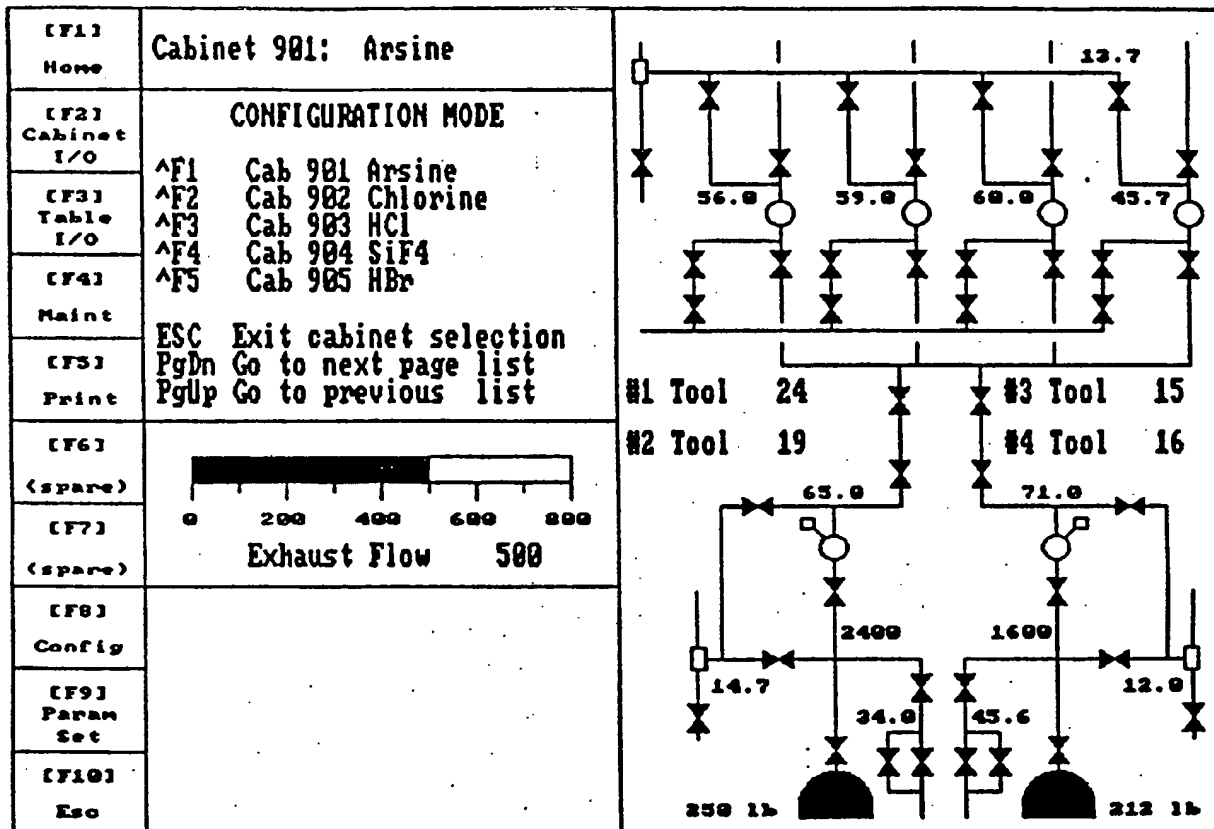 [F1]
Home
[F2]
Cabinet
I/O
[F3]
Table
I/O
[F4]
Maint
[F5]
Print
[F6]
(spare)
[F7]
(spare)
[F8]
Config
[F9]
Param
Set
[F10]
Esc
Cabinet 901: Arsine
CONFIGURATION MODE
^F1 Cab 901 Arsine
^F2 Cab 902 Chlorine
^F3 Cab 903 HCl
^F4 Cab 904 SiF4
^F5 Cab 905 HBr
ESC Exit cabinet selection
PgDn Go to next page list
PgUp Go to previous list
0 200 400 600 800
Exhaust Flow 500
13.7
56.0 59.0 60.0 45.7
#1 Tool 24 #3 Tool 15
#2 Tool 19 #4 Tool 16
65.0 71.0
2400 1600
14.7 12.0
34.0 45.6
250 lb 212 lb